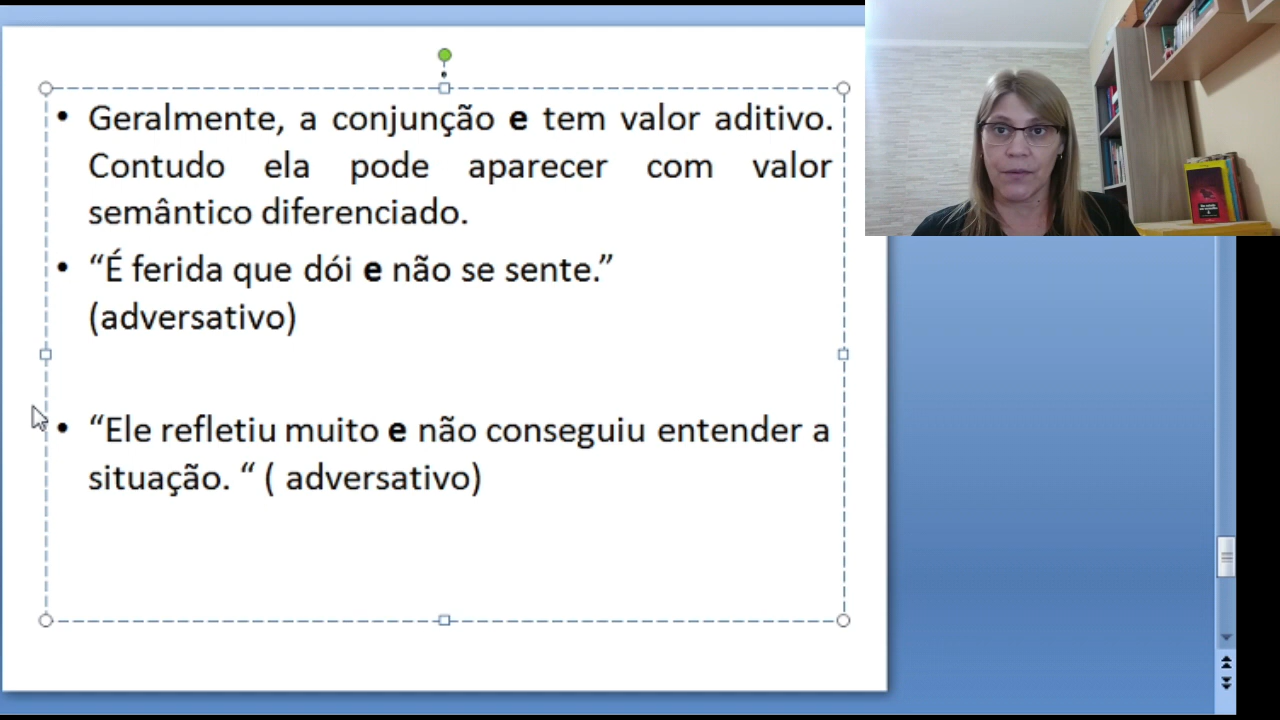 • Geralmente, a conjunção e tem valor aditivo.
Contudo ela pode aparecer com valor
semântico diferenciado.
• “É ferida que dói e não se sente.”
(adversativo)
• “Ele refletiu muito e não conseguiu entender a
situação. “ ( adversativo)